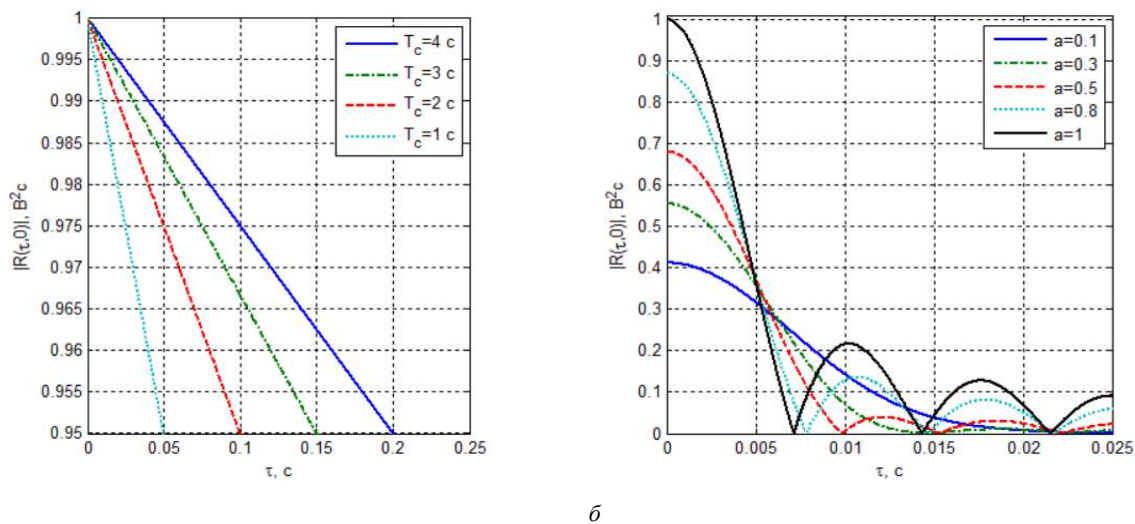 1
0.995
0.99
0.985
0.98
0.975
0.97
0.965
0.96
0.955
0.95
0 0.05 0.1 0.15 0.2 0.25
τ, с
|R(τ,0)|, В²с
T_c=4 с
T_c=3 с
T_c=2 с
T_c=1 с
1
0.9
0.8
0.7
0.6
0.5
0.4
0.3
0.2
0.1
0
0 0.005 0.01 0.015 0.02 0.025
τ, с
|R(τ,0)|, В²с
a=0.1
a=0.3
a=0.5
a=0.8
a=1
б